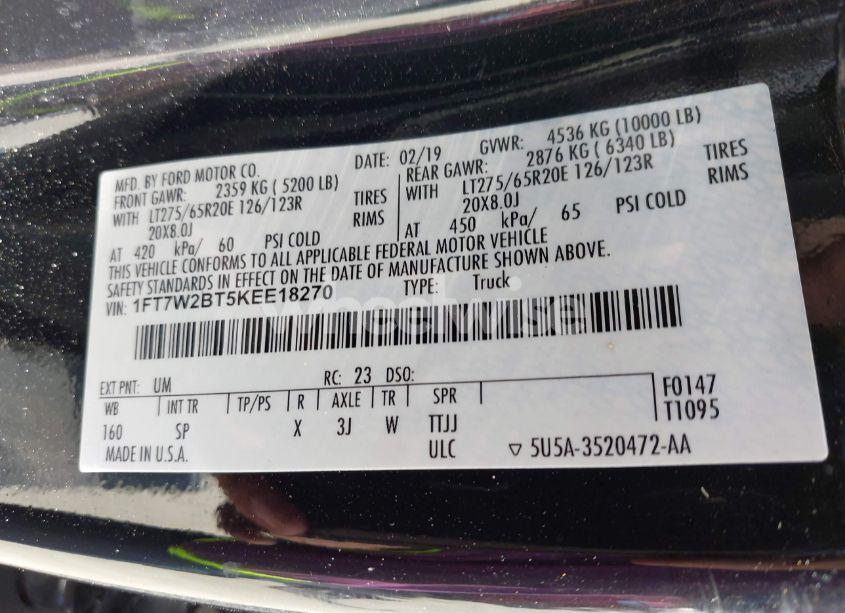 MFD. BY FORD MOTOR CO.
DATE: 02/19 GVWR: 4536 KG (10000 LB)
FRONT GAWR: 2359 KG (5200 LB)
REAR GAWR: 2876 KG (6340 LB)
WITH LT275/65R20E 126/123R TIRES
WITH LT275/65R20E 126/123R TIRES
20X8.0J RIMS
20X8.0J RIMS
AT 420 kPa/ 60 PSI COLD
AT 450 kPa/ 65 PSI COLD
THIS VEHICLE CONFORMS TO ALL APPLICABLE FEDERAL MOTOR VEHICLE
SAFETY STANDARDS IN EFFECT ON THE DATE OF MANUFACTURE SHOWN ABOVE.
VIN: 1FT7W2BT5KEE18270 TYPE: Truck
wheelwise
EXT PNT: UM RC: 23 DSO:
WB INT TR TP/PS R AXLE TR SPR F0147
160 SP X 3J W TTJJ T1095
MADE IN U.S.A. ULC ▽ 5U5A-3520472-AA